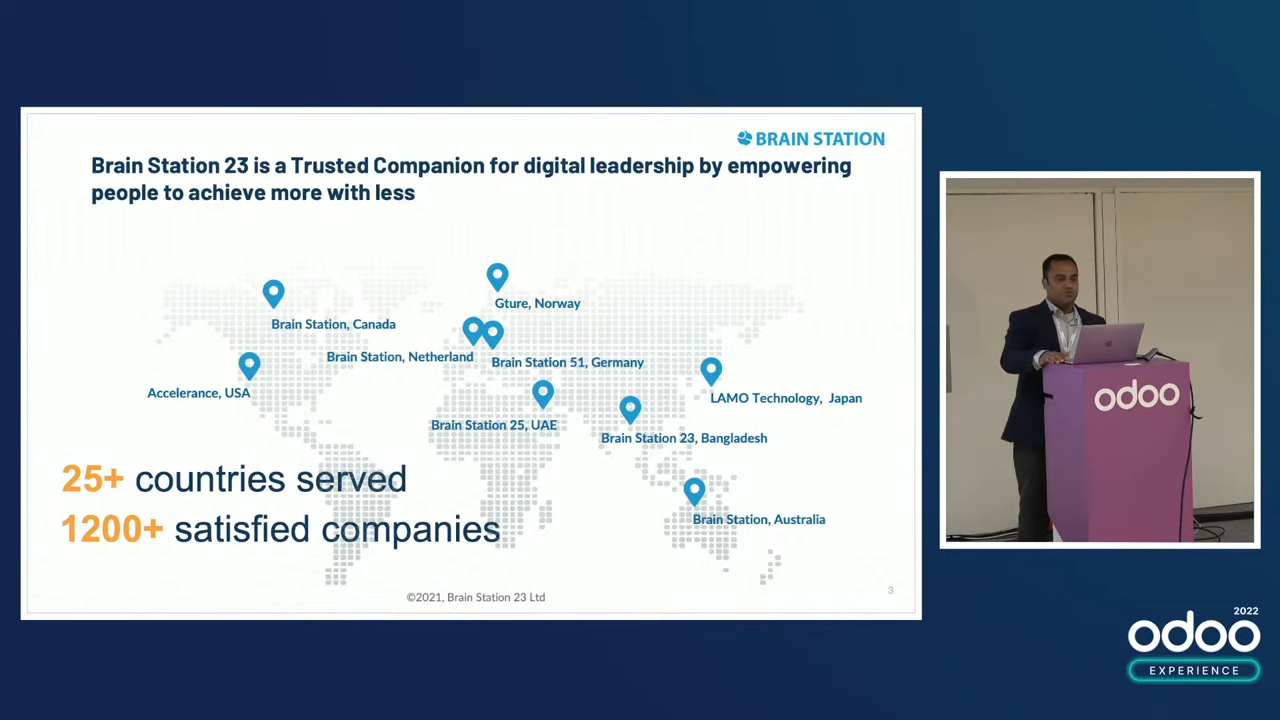 BRAIN STATION
Brain Station 23 is a Trusted Companion for digital leadership by empowering
people to achieve more with less
Gture, Norway
Brain Station, Canada
Brain Station, Netherland
Brain Station 51, Germany
Accelerance, USA
LAMO Technology, Japan
Brain Station 25, UAE
Brain Station 23, Bangladesh
25+ countries served
Brain Station, Australia
1200+ satisfied companies
©2021, Brain Station 23 Ltd
3
odoo
2022
odoo
EXPERIENCE